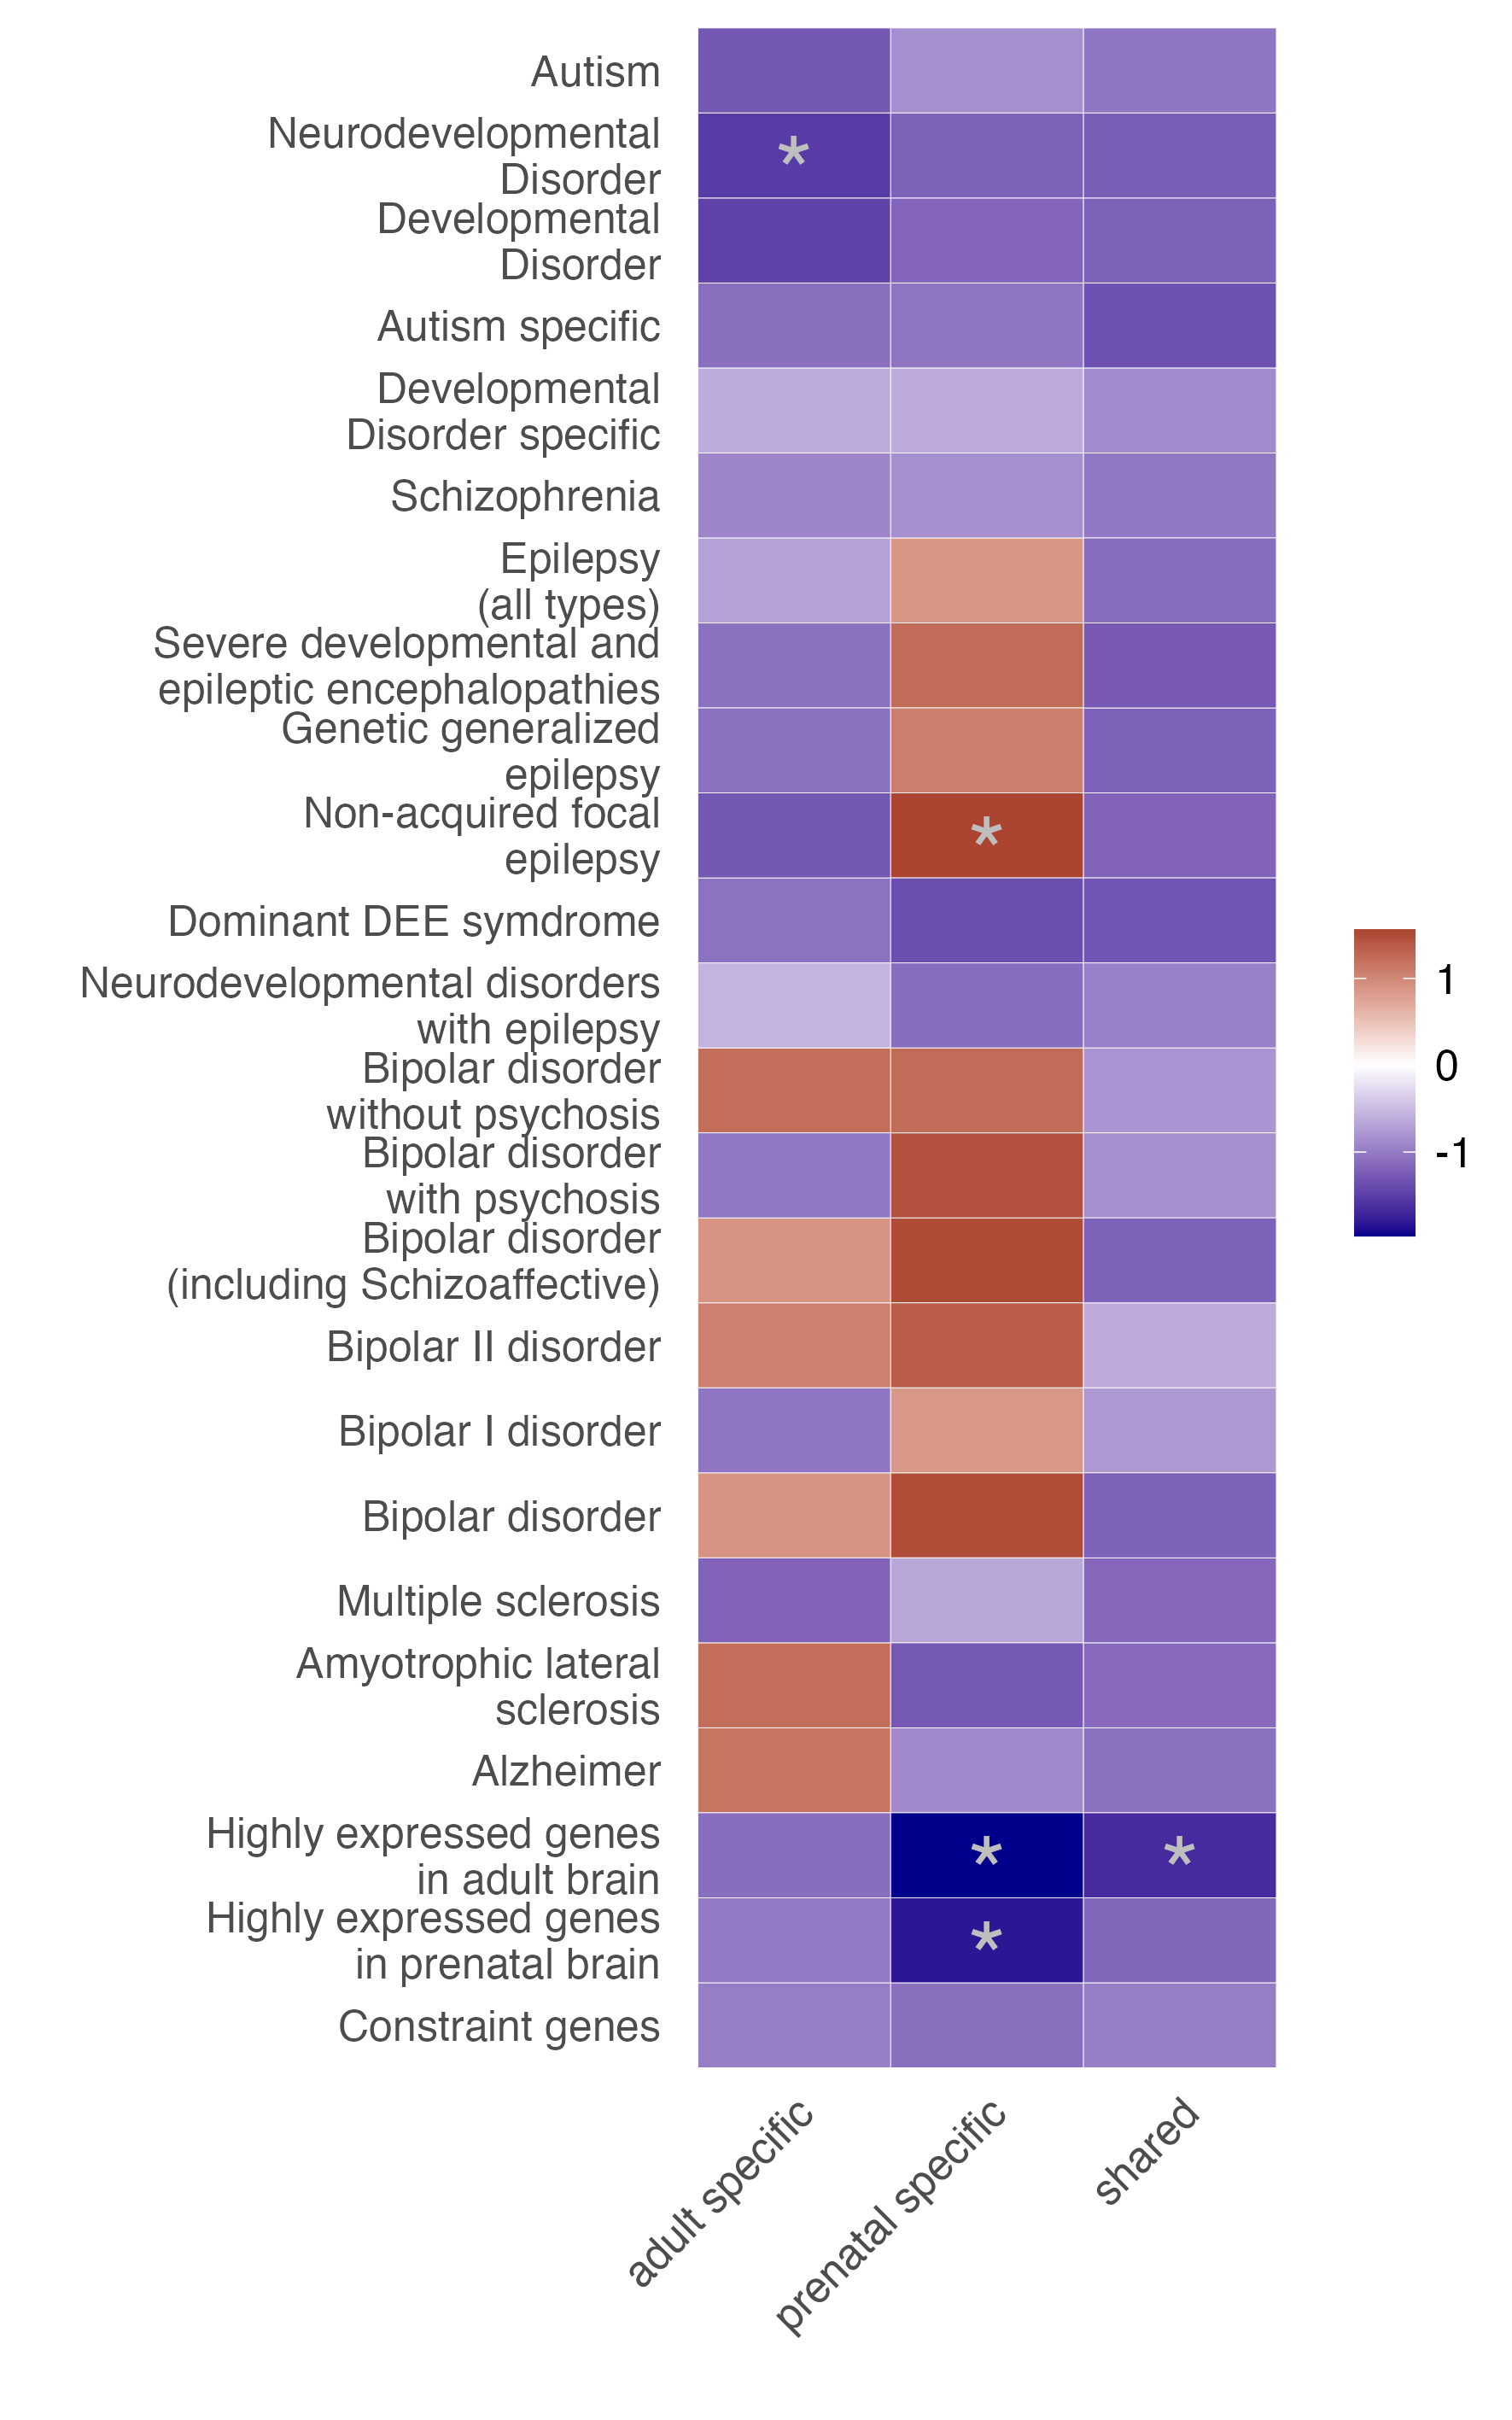 Autism
Neurodevelopmental
Disorder
Developmental
Disorder
Autism specific
Developmental
Disorder specific
Schizophrenia
Epilepsy
(all types)
Severe developmental and
epileptic encephalopathies
Genetic generalized
epilepsy
Non-acquired focal
epilepsy
Dominant DEE symdrome
Neurodevelopmental disorders
with epilepsy
Bipolar disorder
without psychosis
Bipolar disorder
with psychosis
Bipolar disorder
(including Schizoaffective)
Bipolar II disorder
Bipolar I disorder
Bipolar disorder
Multiple sclerosis
Amyotrophic lateral
sclerosis
Alzheimer
Highly expressed genes
in adult brain
Highly expressed genes
in prenatal brain
Constraint genes
*
*
* *
*
adult specific
prenatal specific
shared
1
0
-1